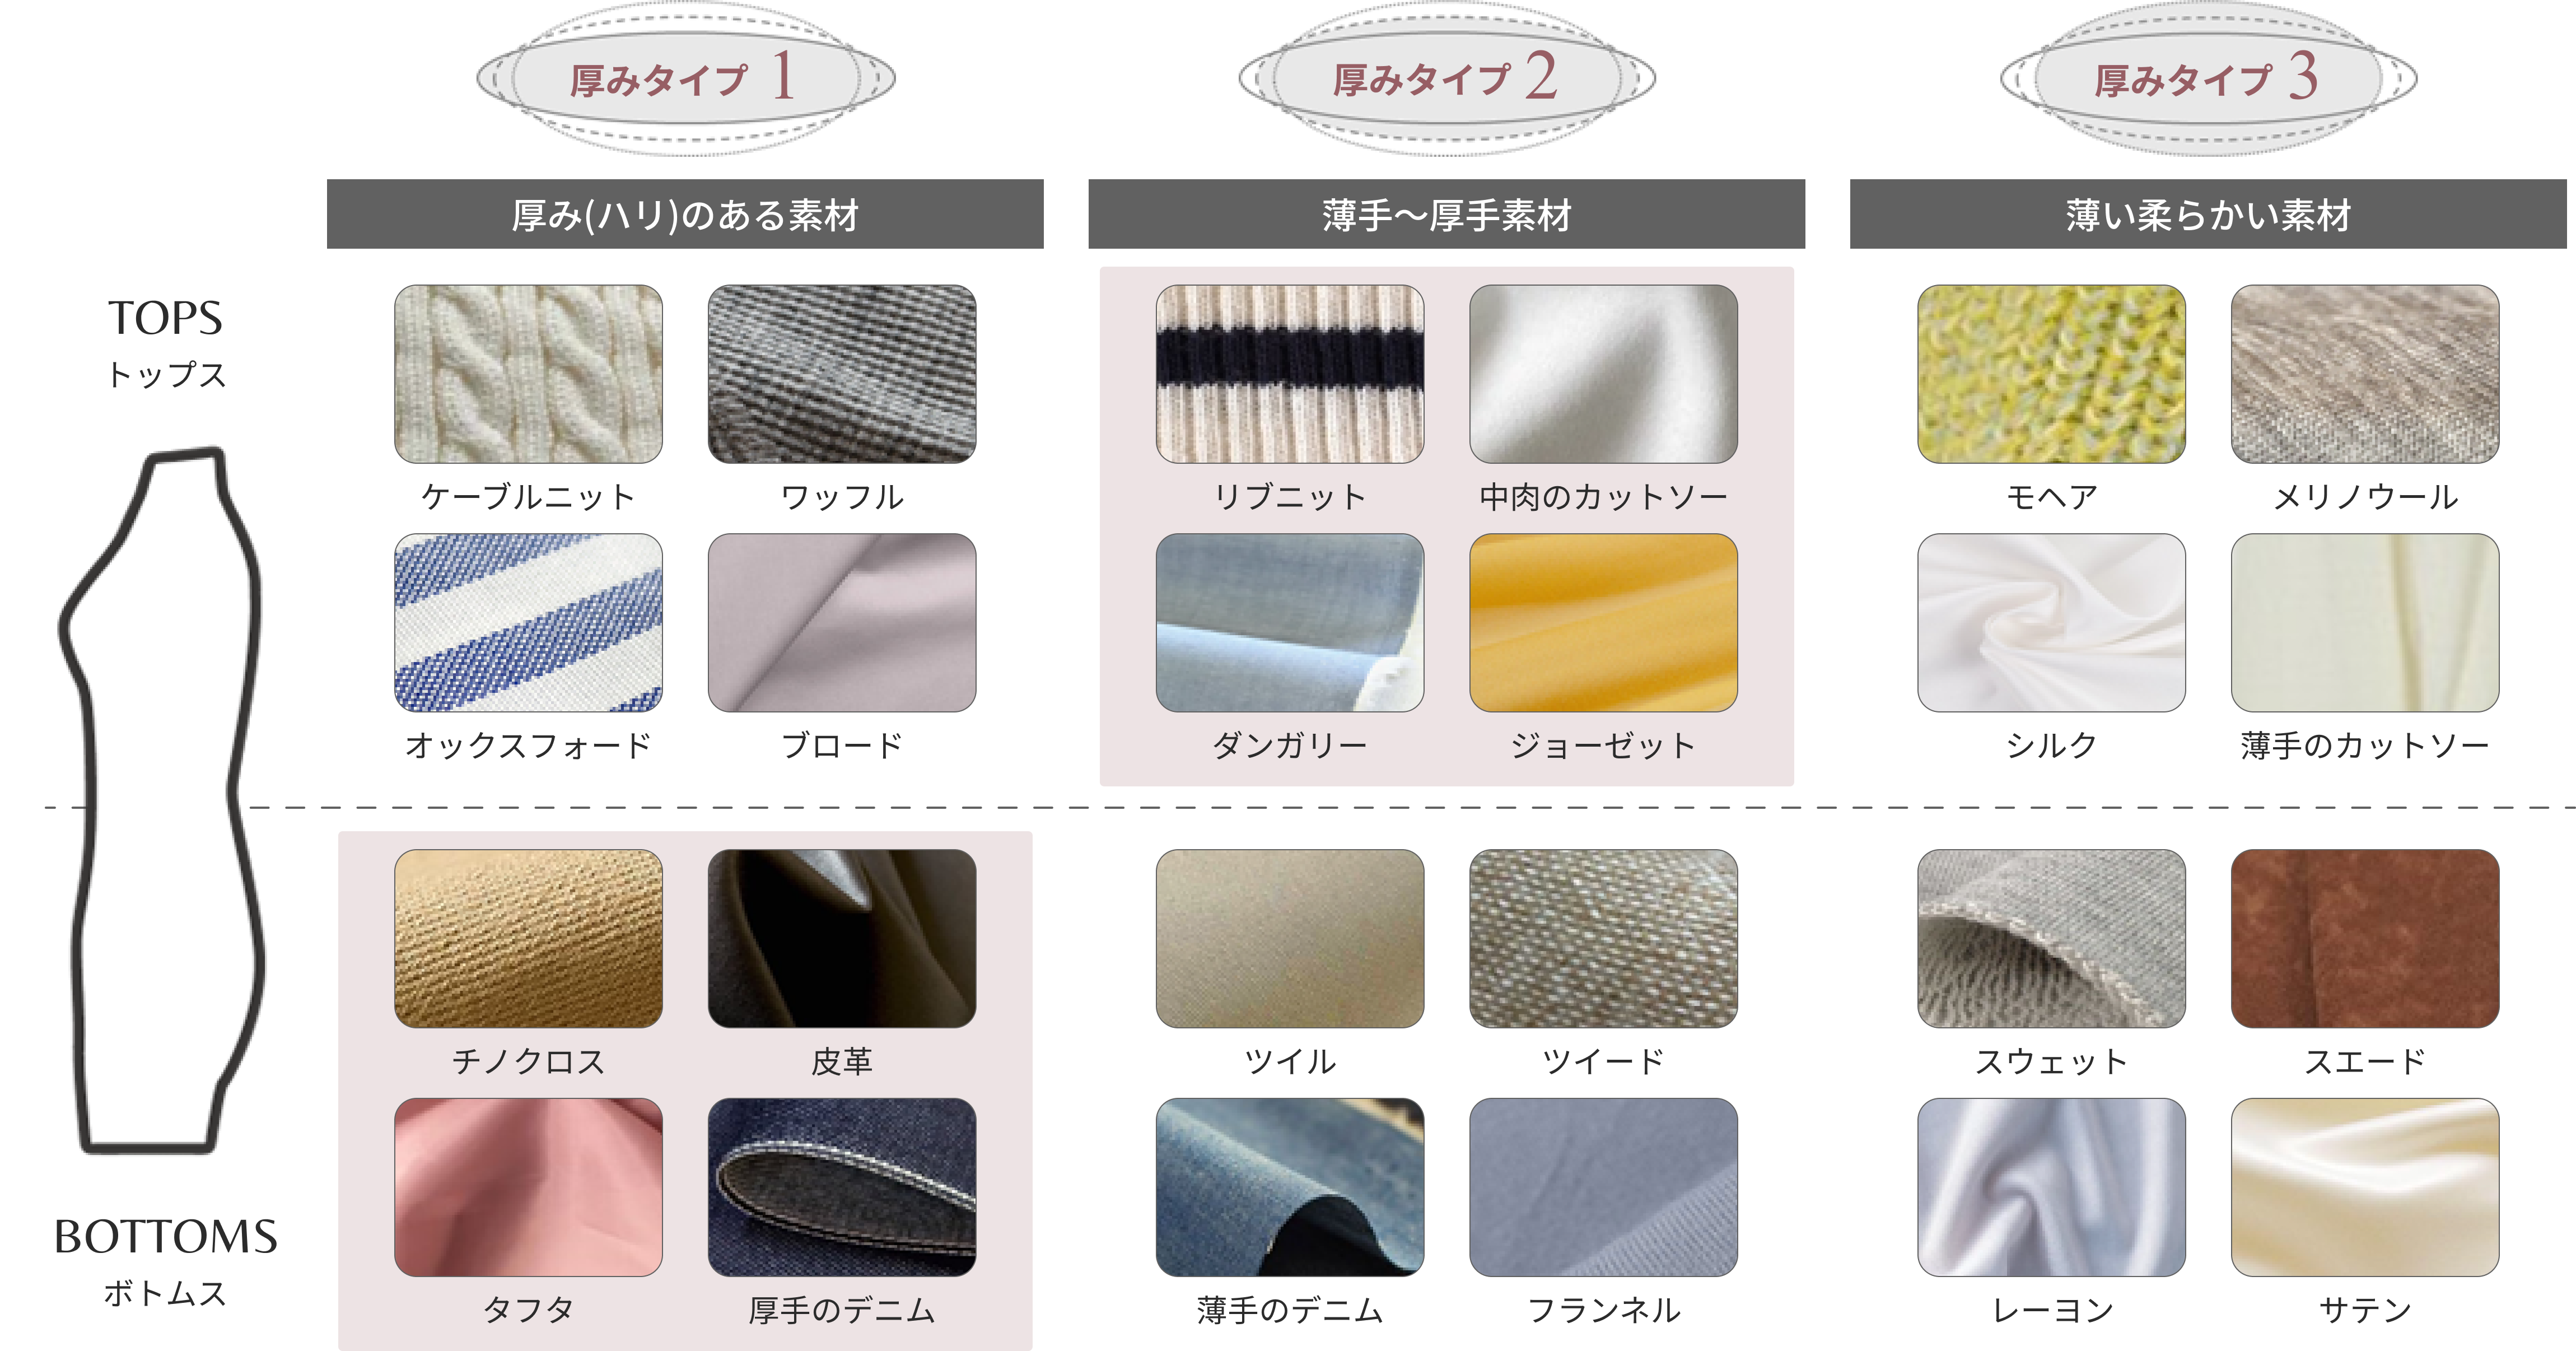 厚みタイプ 1
厚みタイプ 2
厚みタイプ 3
厚み(ハリ)のある素材
薄手～厚手素材
薄い柔らかい素材
TOPS
トップス
ケーブルニット
ワッフル
リブニット
中肉のカットソー
モヘア
メリノウール
オックスフォード
ブロード
ダンガリー
ジョーゼット
シルク
薄手のカットソー
チノクロス
皮革
ツイル
ツイード
スウェット
スエード
BOTTOMS
ボトムス
タフタ
厚手のデニム
薄手のデニム
フランネル
レーヨン
サテン